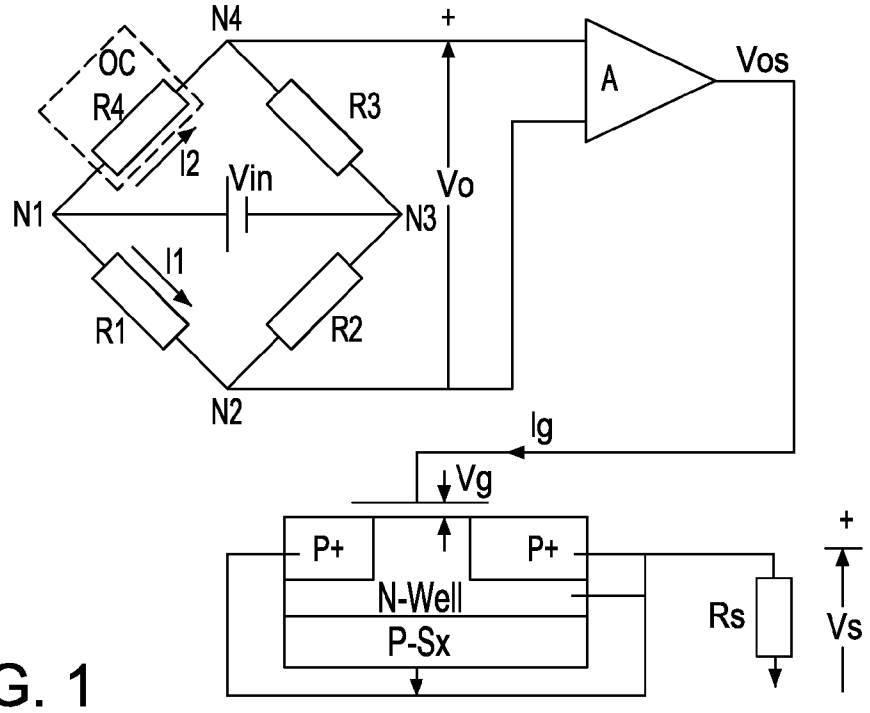 N4
+
OC
R4
I2
R3
A
Vos
Vin
Vo
N1
N3
I1
R1
R2
N2
Ig
Vg
+
P+
P+
N-Well
Rs
Vs
P-Sx
G. 1